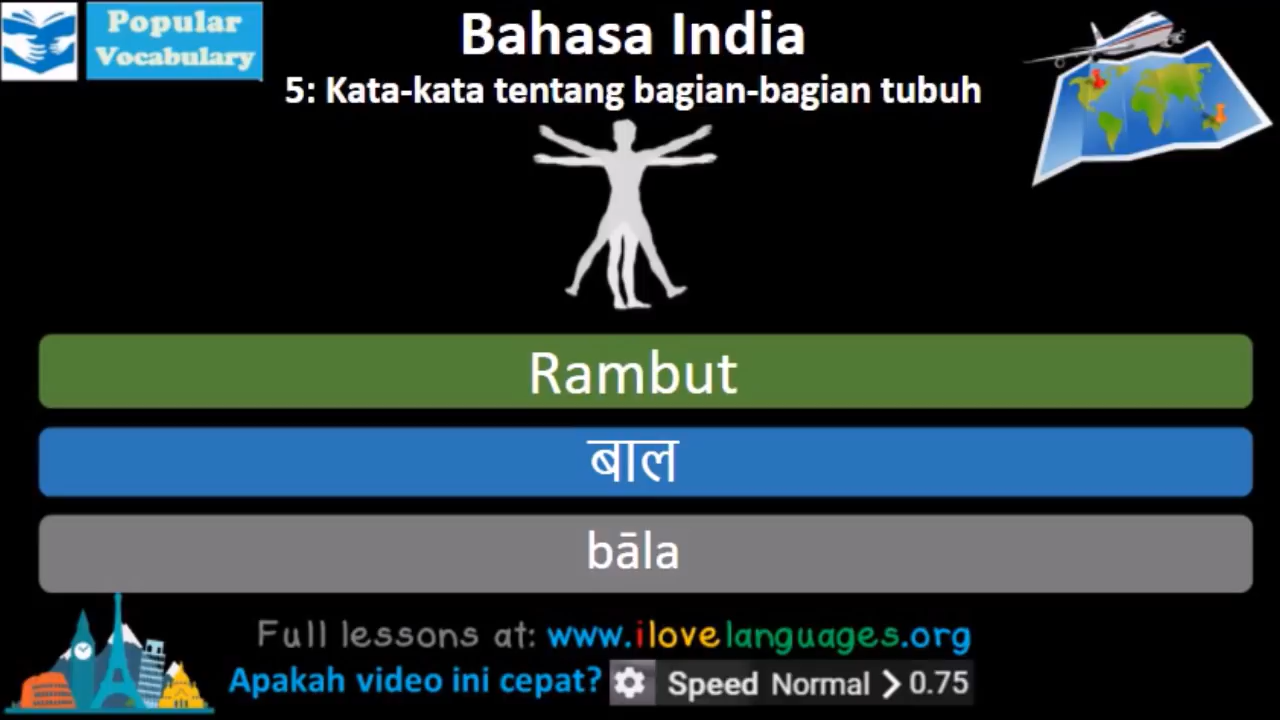 Popular
Vocabulary
Bahasa India
5: Kata-kata tentang bagian-bagian tubuh
Rambut
बाल
bāla
Full lessons at: www.ilovelanguages.org
Apakah video ini cepat? Speed Normal > 0.75